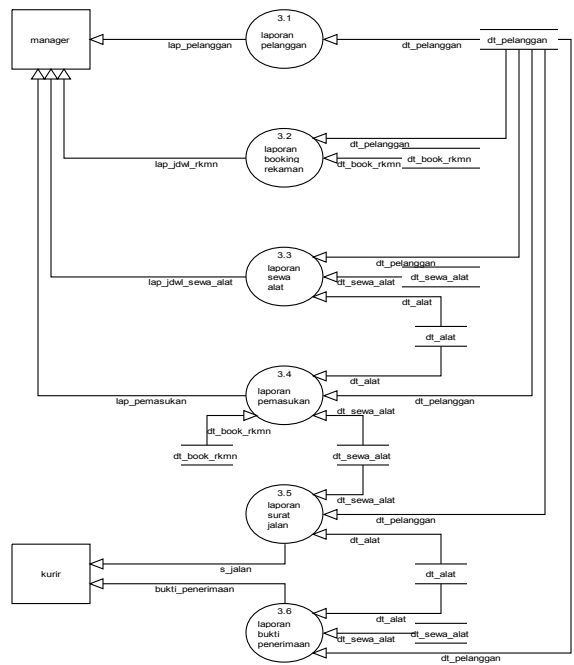 manager
lap_pelanggan
3.1
laporan
pelanggan
dt_pelanggan
dt_pelanggan
3.2
laporan
booking
rekaman
lap_jdwl_rkmn
dt_pelanggan
dt_book_rkmn
dt_book_rkmn
3.3
laporan
sewa
alat
lap_jdwl_sewa_alat
dt_pelanggan
dt_sewa_alat
dt_sewa_alat
dt_alat
dt_alat
3.4
laporan
pemasukan
dt_alat
lap_pemasukan
dt_pelanggan
dt_sewa_alat
dt_book_rkmn
dt_book_rkmn
dt_sewa_alat
3.5
laporan
surat
jalan
dt_sewa_alat
dt_pelanggan
dt_alat
kurir
s_jalan
dt_alat
bukti_penerimaan
3.6
laporan
bukti
penerimaan
dt_alat
dt_sewa_alat
dt_sewa_alat
dt_pelanggan